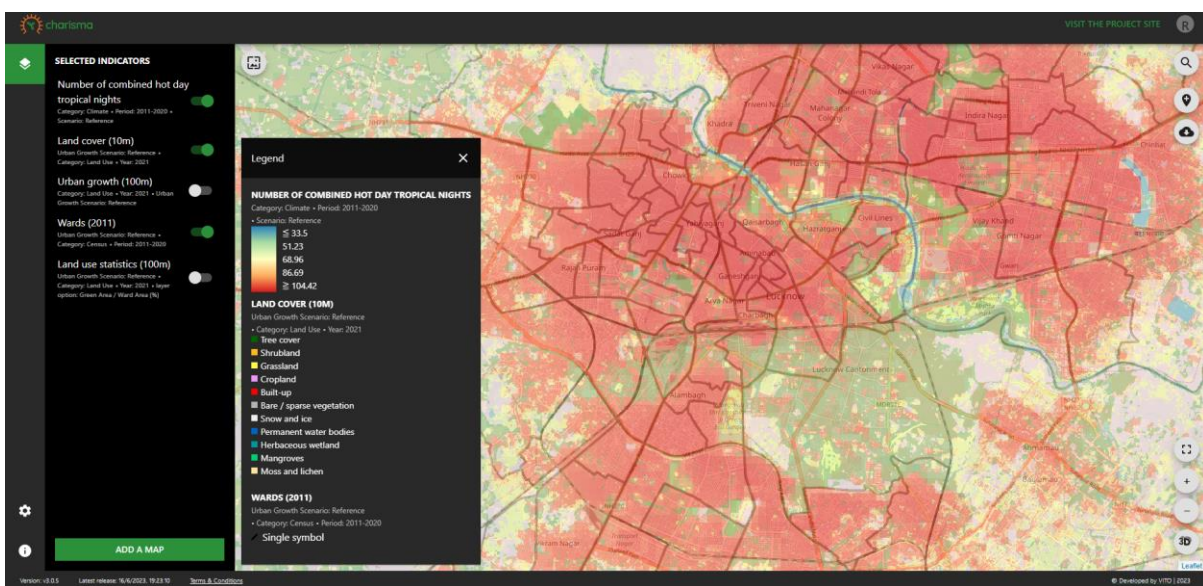 charisma
VISIT THE PROJECT SITE
R
SELECTED INDICATORS
Number of combined hot day
tropical nights
Category: Climate • Period: 2011-2020 •
Scenario: Reference
Land cover (10m)
Urban Growth Scenario: Reference •
Category: Land Use • Year: 2021
Urban growth (100m)
Category: Land Use • Year: 2021 • Urban
Growth Scenario: Reference
Wards (2011)
Urban Growth Scenario: Reference •
Category: Census • Period: 2011-2020
Land use statistics (100m)
Urban Growth Scenario: Reference •
Category: Land Use • Year: 2021 • layer
option: Green Area / Ward Area (%)
ADD A MAP
Legend
NUMBER OF COMBINED HOT DAY TROPICAL NIGHTS
Category: Climate • Period: 2011-2020
• Scenario: Reference
≦ 33.5
51.23
68.96
86.69
≧ 104.42
LAND COVER (10M)
Urban Growth Scenario: Reference
• Category: Land Use • Year: 2021
Tree cover
Shrubland
Grassland
Cropland
Built-up
Bare / sparse vegetation
Snow and ice
Permanent water bodies
Herbaceous wetland
Mangroves
Moss and lichen
WARDS (2011)
Urban Growth Scenario: Reference
• Category: Census • Period: 2011-2020
Single symbol
Vikas Nagar
Triveni Nagar
Mahanagar
Colony
Indira Nagar
Khadra
Hasan Ganj
Chowk
Qaisarbagh
Hazratganj
Civil Lines
Vijay Khand
Gomti Nagar
Rajaji Puram
Aminabad
Ganeshganj
Arya Nagar
Lucknow
Charbagh
Lucknow Cantonment
Alambagh
3D
Leaflet
Version: v3.0.5
Latest release: 16/6/2023, 19:23:10
Terms & Conditions
© Developed by VITO | 2023